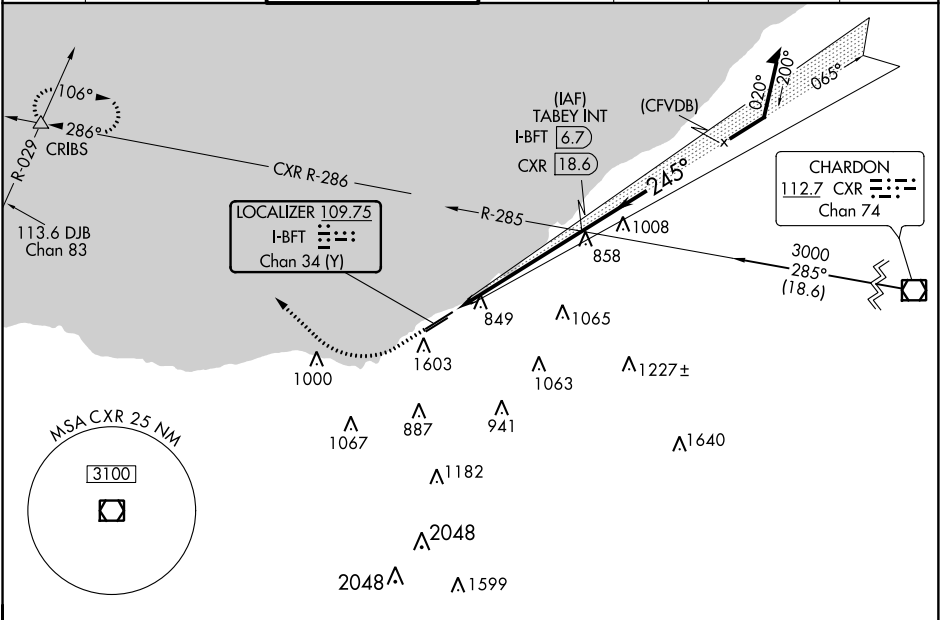 106°
286°
CRIBS
R-029
113.6 DJB
Chan 83
CXR R-286
LOCALIZER 109.75
I-BFT
Chan 34 (Y)
(IAF)
TABEY INT
I-BFT 6.7
CXR 18.6
(CFVDB)
020°
200°
065°
245°
R-285
CHARDON
112.7 CXR
Chan 74
3000
285°
(18.6)
1008
858
849
1065
1603
1000
1063
1227±
1067
887
941
1640
1182
2048
2048
1599
MSA CXR 25 NM
3100